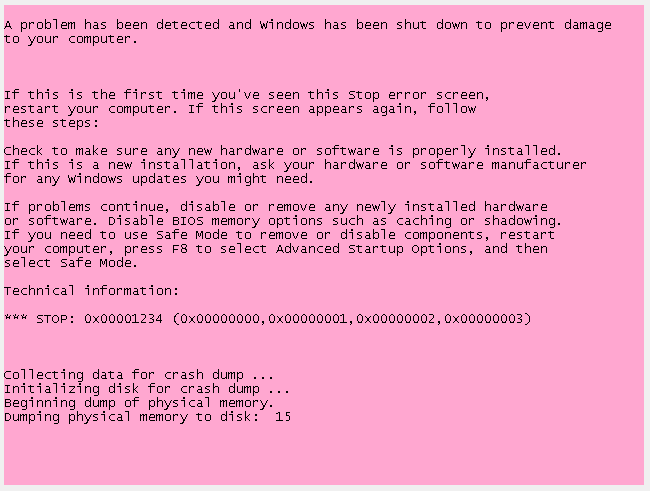 A problem has been detected and Windows has been shut down to prevent damage
to your computer.
If this is the first time you've seen this Stop error screen,
restart your computer. If this screen appears again, follow
these steps:
Check to make sure any new hardware or software is properly installed.
If this is a new installation, ask your hardware or software manufacturer
for any Windows updates you might need.
If problems continue, disable or remove any newly installed hardware
or software. Disable BIOS memory options such as caching or shadowing.
If you need to use Safe Mode to remove or disable components, restart
your computer, press F8 to select Advanced Startup Options, and then
select Safe Mode.
Technical information:
*** STOP: 0x00001234 (0x00000000,0x00000001,0x00000002,0x00000003)
Collecting data for crash dump ...
Initializing disk for crash dump ...
Beginning dump of physical memory.
Dumping physical memory to disk:  15